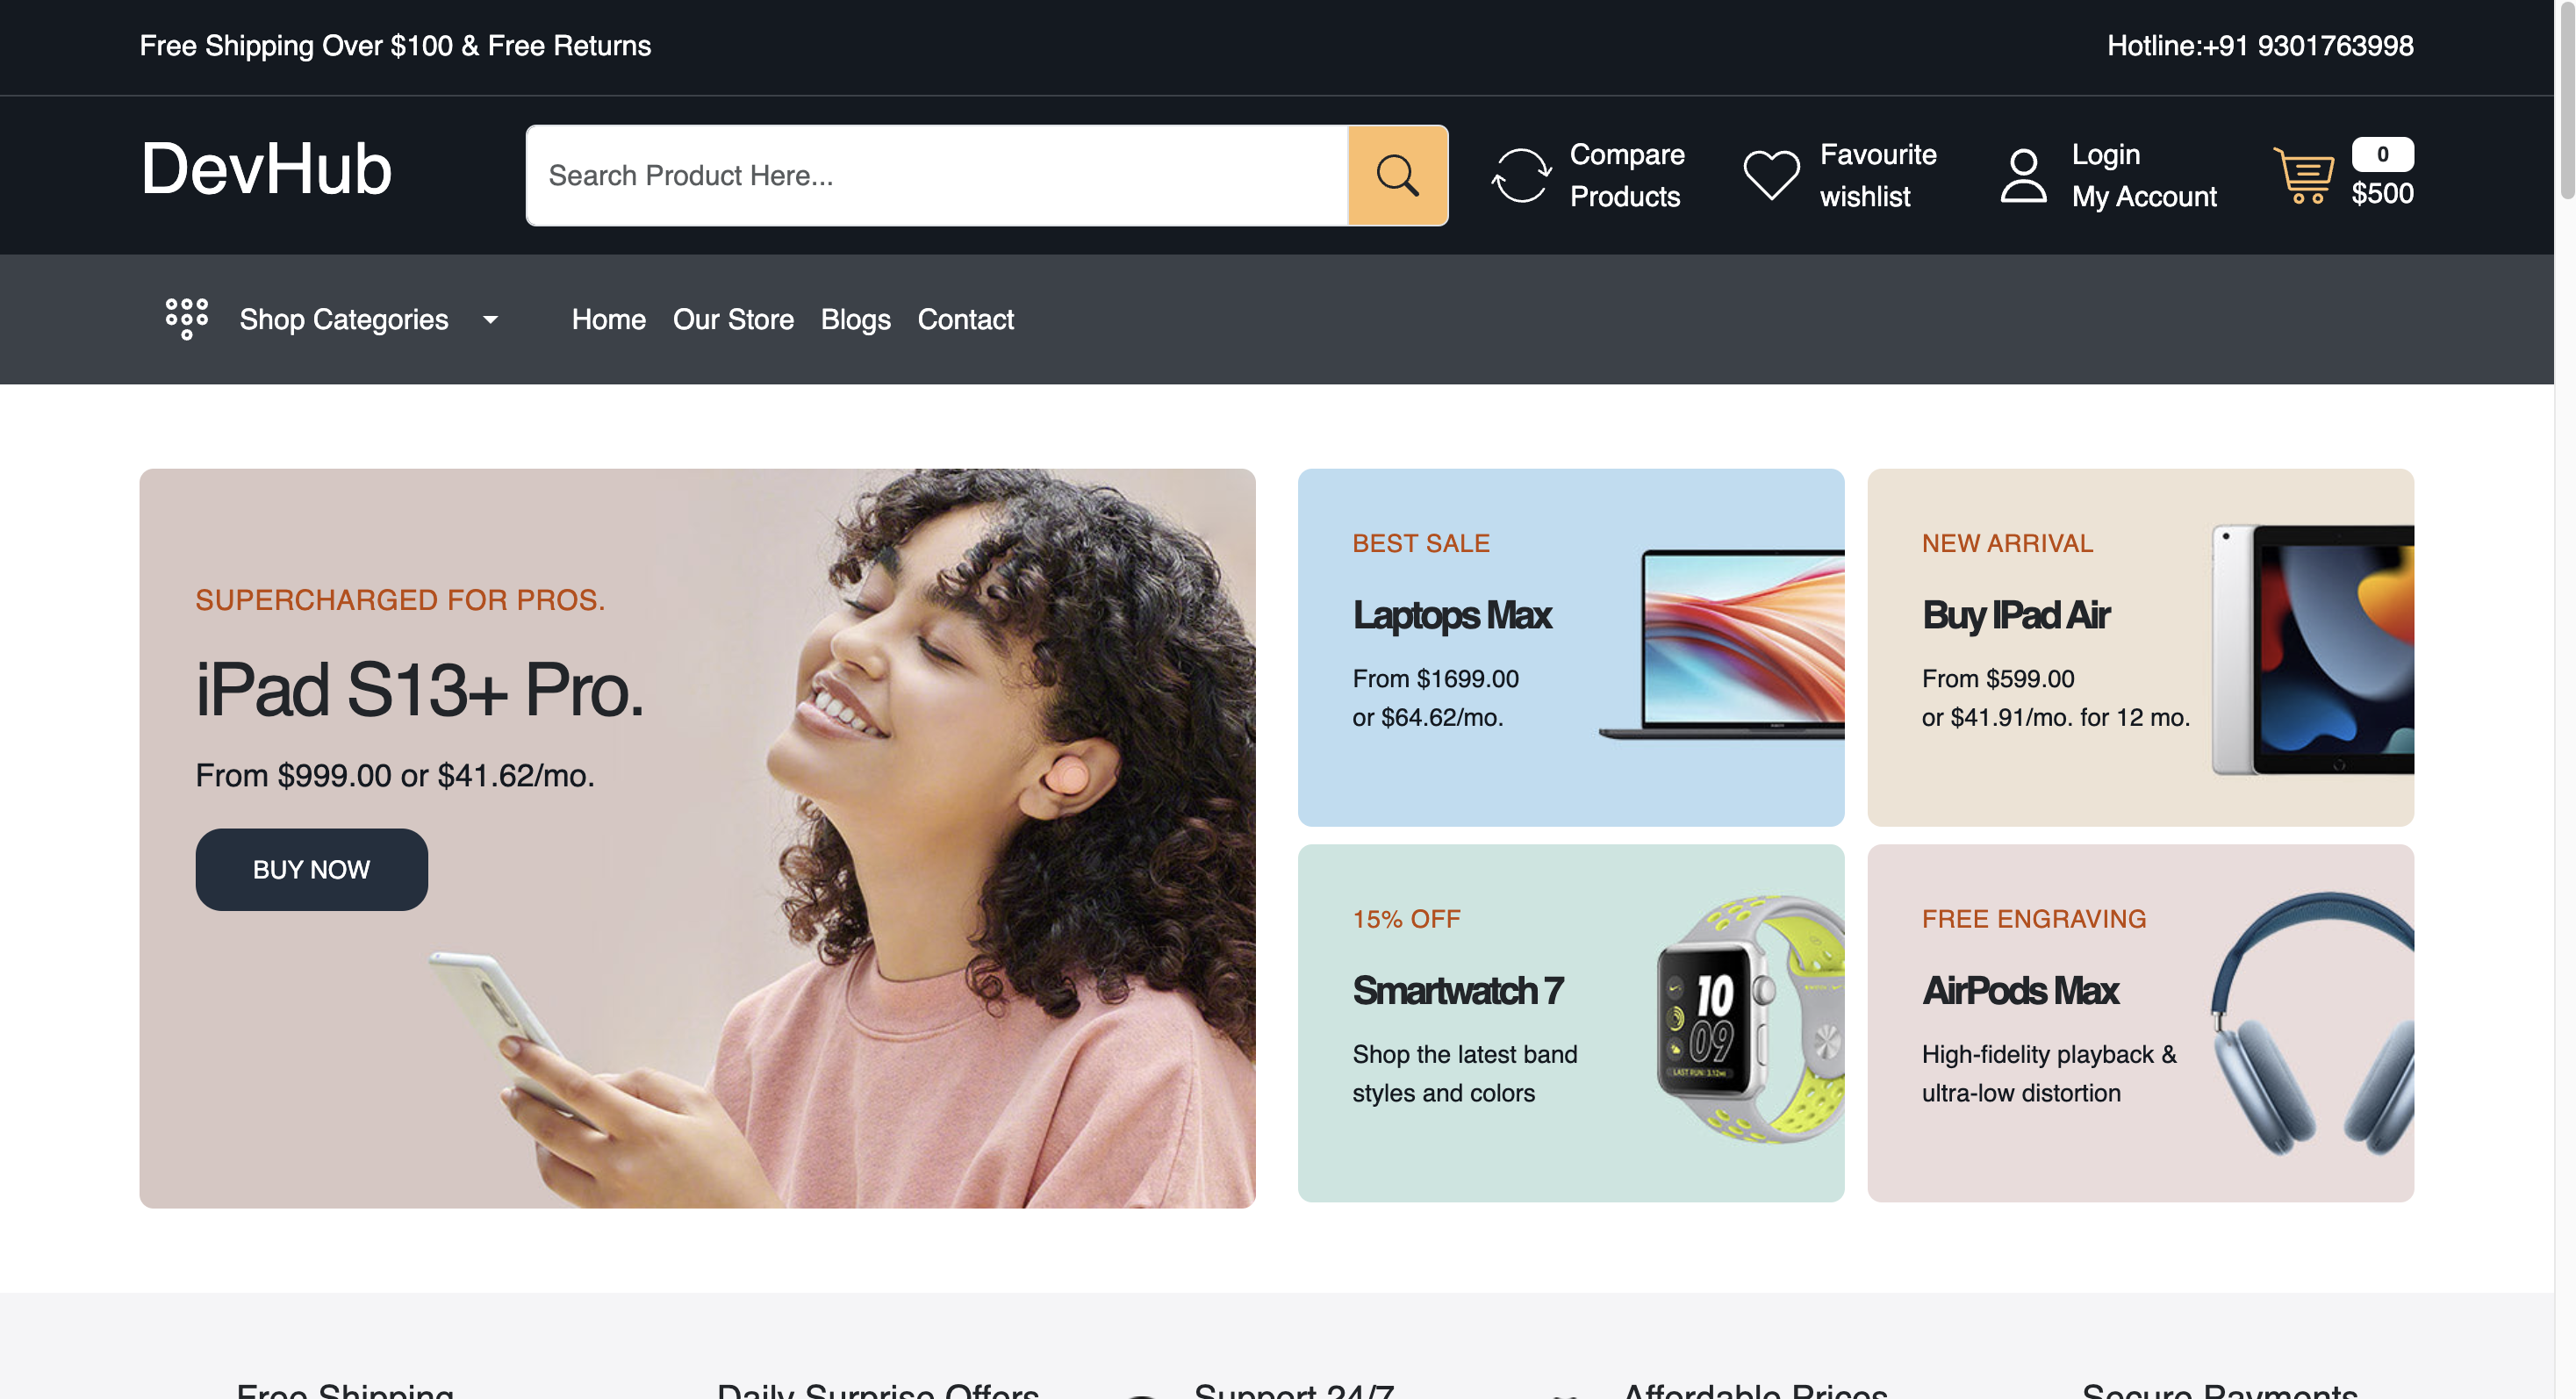 Free Shipping Over $100 & Free Returns
Hotline:+91 9301763998
DevHub
Search Product Here...
Compare
Products
Favourite
wishlist
Login
My Account
0
$500
Shop Categories
Home
Our Store
Blogs
Contact
SUPERCHARGED FOR PROS.
iPad S13+ Pro.
From $999.00 or $41.62/mo.
BUY NOW
BEST SALE
Laptops Max
From $1699.00
or $64.62/mo.
NEW ARRIVAL
Buy IPad Air
From $599.00
or $41.91/mo. for 12 mo.
15% OFF
Smartwatch 7
Shop the latest band
styles and colors
10
09
LAST RUN: 3.12mi
FREE ENGRAVING
AirPods Max
High-fidelity playback &
ultra-low distortion
Free Shipping
Daily Surprise Offers
Support 24/7
Affordable Prices
Secure Payments